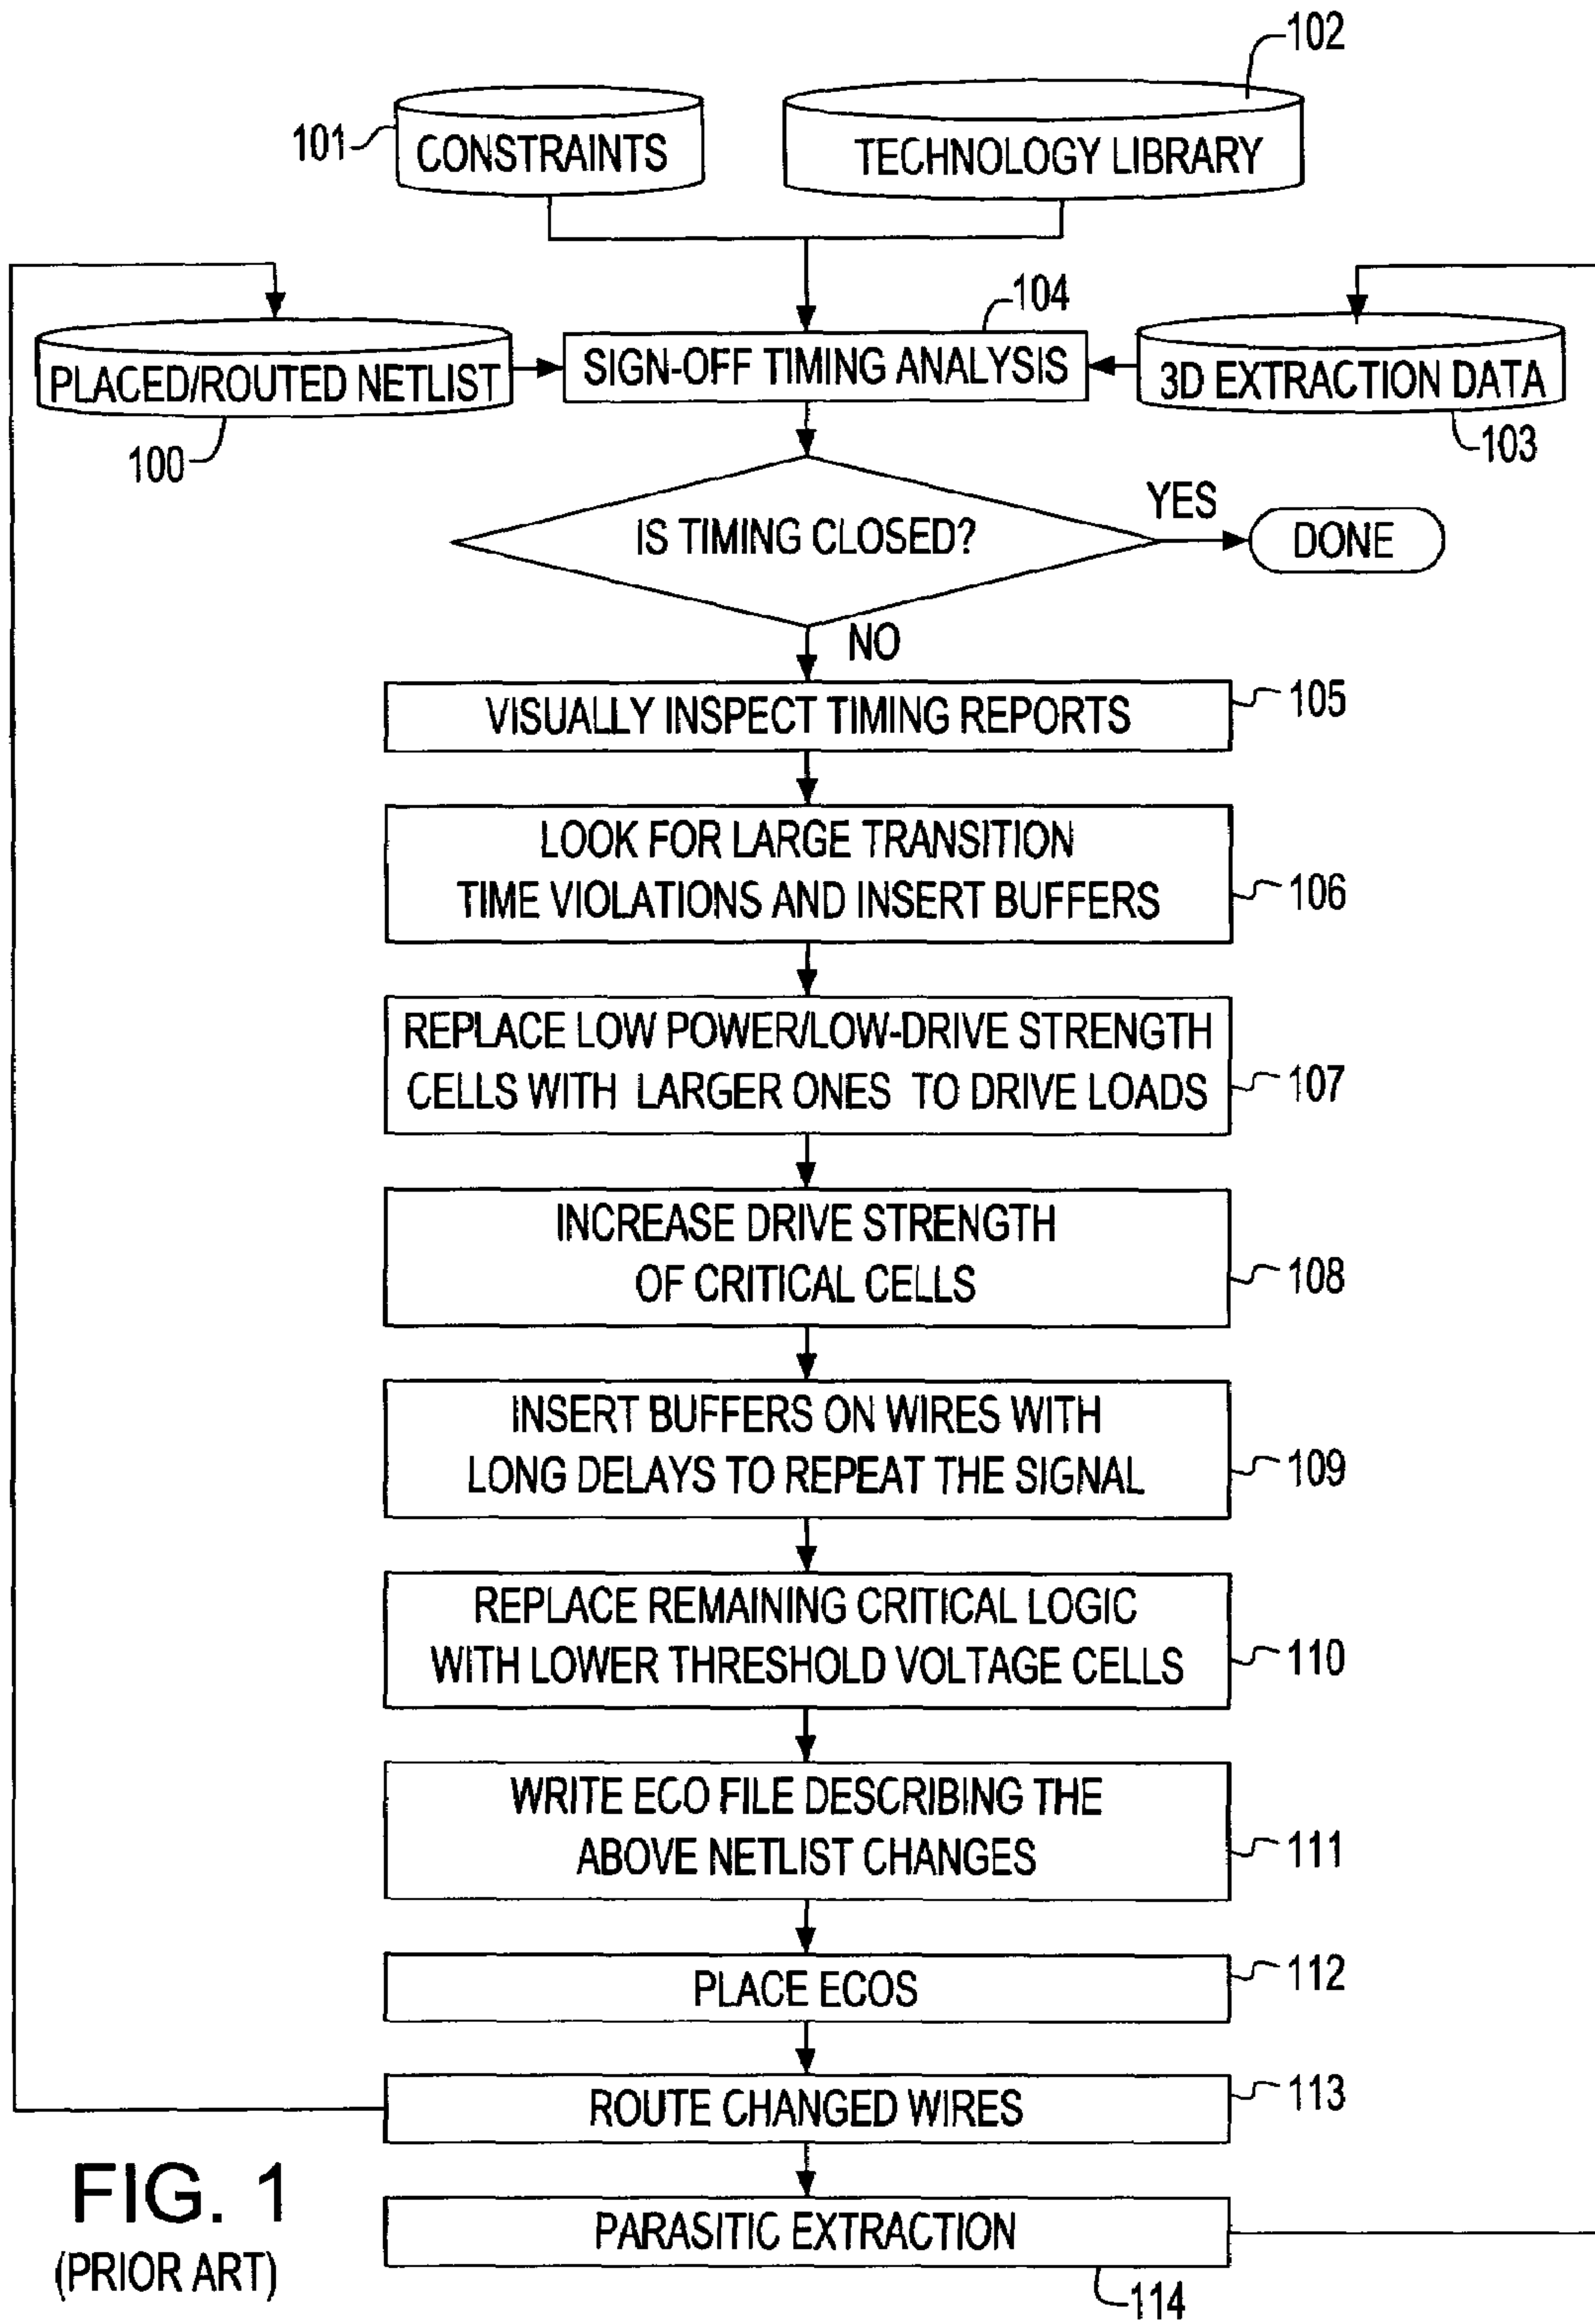 102
101
CONSTRAINTS
TECHNOLOGY LIBRARY
104
PLACED/ROUTED NETLIST
SIGN-OFF TIMING ANALYSIS
3D EXTRACTION DATA
100
103
IS TIMING CLOSED?
YES
DONE
NO
VISUALLY INSPECT TIMING REPORTS
105
LOOK FOR LARGE TRANSITION
TIME VIOLATIONS AND INSERT BUFFERS
106
REPLACE LOW POWER/LOW-DRIVE STRENGTH
CELLS WITH LARGER ONES TO DRIVE LOADS
107
INCREASE DRIVE STRENGTH
OF CRITICAL CELLS
108
INSERT BUFFERS ON WIRES WITH
LONG DELAYS TO REPEAT THE SIGNAL
109
REPLACE REMAINING CRITICAL LOGIC
WITH LOWER THRESHOLD VOLTAGE CELLS
110
WRITE ECO FILE DESCRIBING THE
ABOVE NETLIST CHANGES
111
PLACE ECOS
112
ROUTE CHANGED WIRES
113
PARASITIC EXTRACTION
114
FIG. 1
(PRIOR ART)